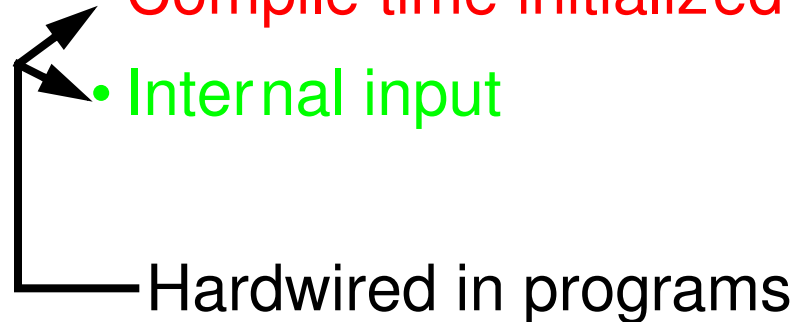 Compile time initialized
• Internal input
Hardwired in programs